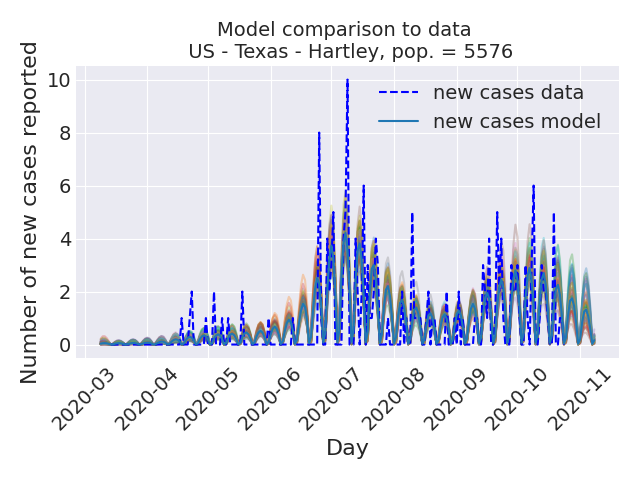 Model comparison to data
US - Texas - Hartley, pop. = 5576
Number of new cases reported
10
8
6
4
2
0
new cases data
new cases model
2020-03
2020-04
2020-05
2020-06
2020-07
2020-08
2020-09
2020-10
2020-11
Day